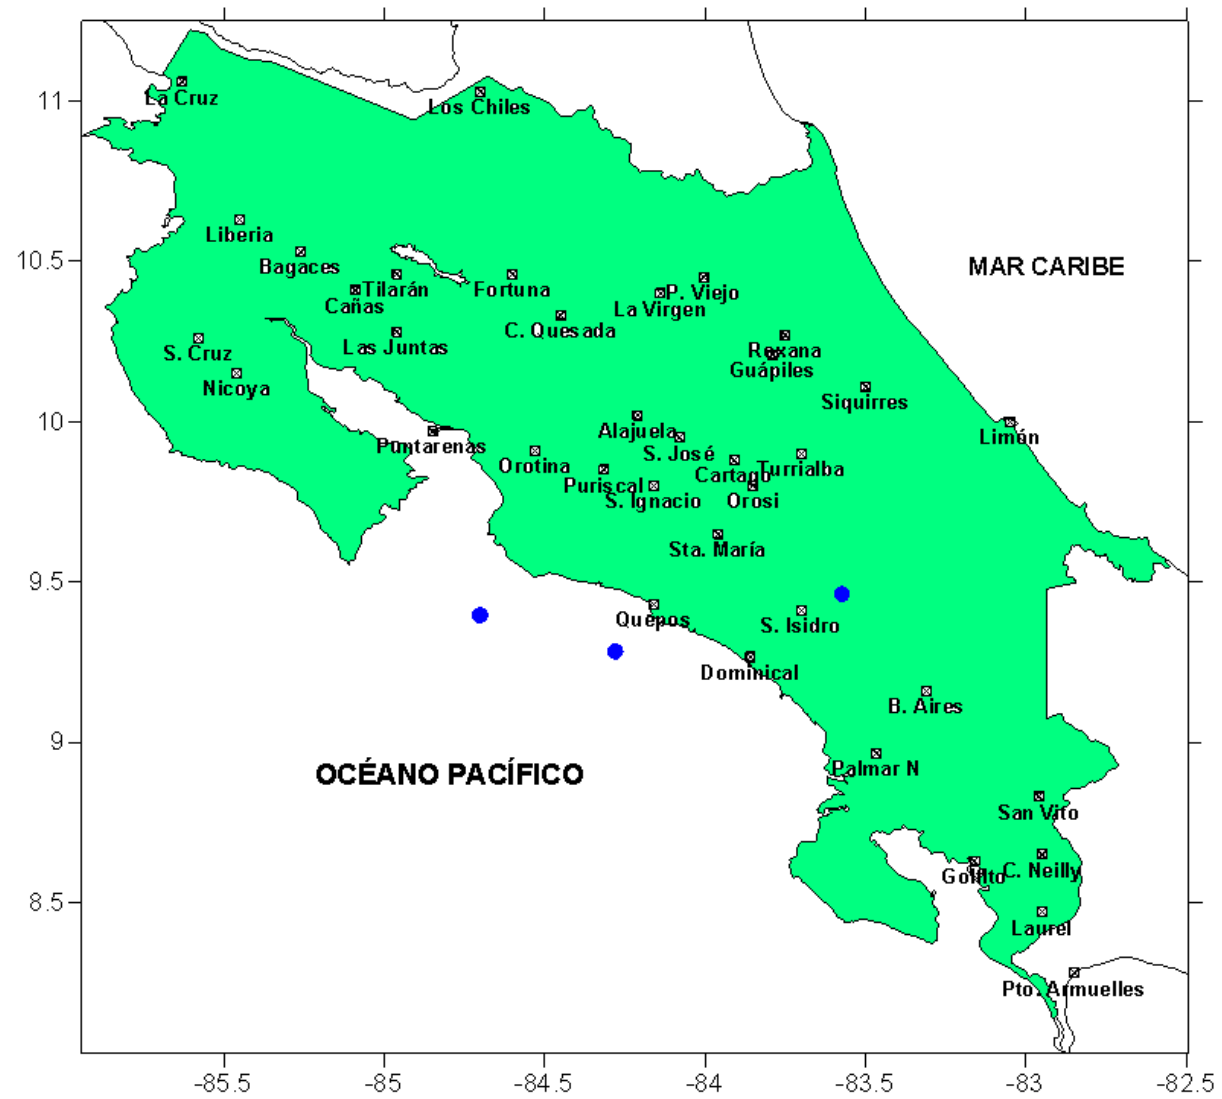 La Cruz
Los Chiles
11
Liberia
10.5
Bagaces
MAR CARIBE
Tilarán
Fortuna
P. Viejo
Cañas
La Virgen
C. Quesada
Las Juntas
S. Cruz
Roxana
Guápiles
Nicoya
Siquirres
10
Alajuela
Limón
Puntarenas
S. José
Orotina
Turrialba
Cartago
Puriscal
S. Ignacio
Orosi
Sta. María
9.5
Quepos
S. Isidro
Dominical
B. Aires
9
OCÉANO PACÍFICO
Palmar N
San Vito
C. Neilly
Golfito
8.5
Laurel
Pto. Armuelles
-85.5
-85
-84.5
-84
-83.5
-83
-82.5